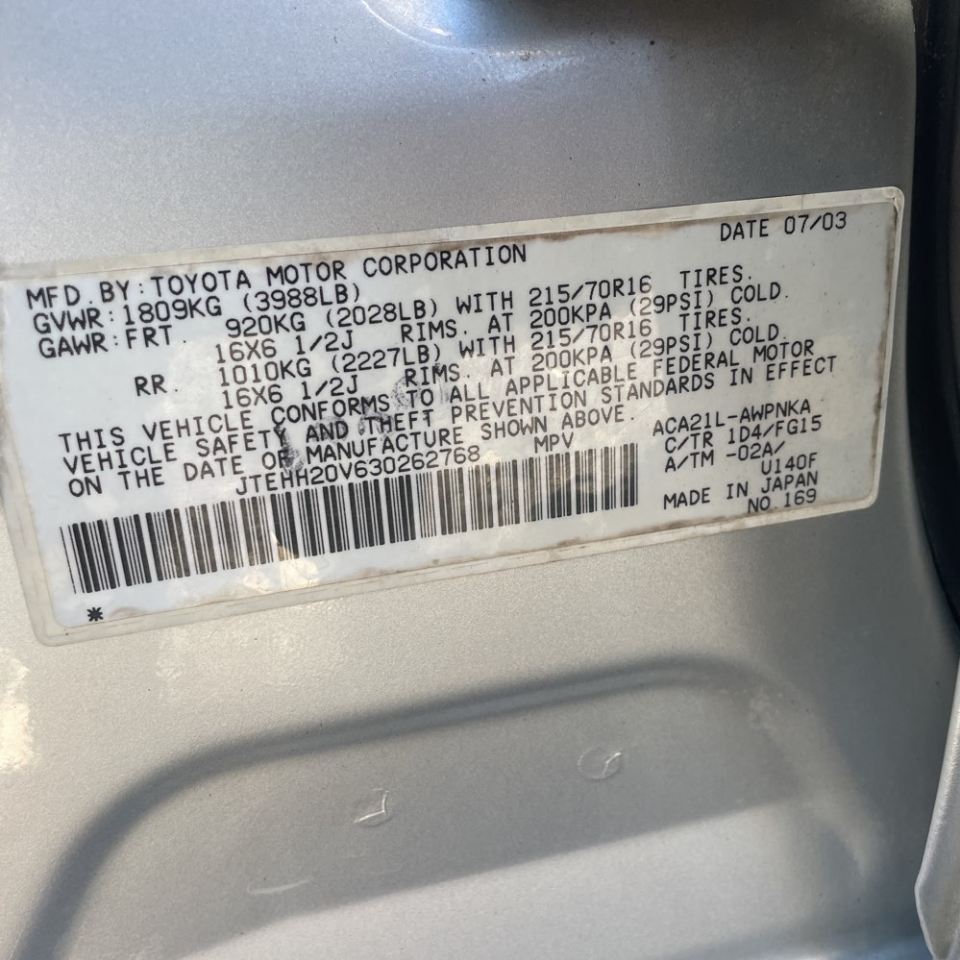 DATE 07/03
MFD. BY: TOYOTA MOTOR CORPORATION
GVWR: 1809KG (3988LB)
GAWR: FRT. 920KG (2028LB) WITH 215/70R16 TIRES.
16X6 1/2J RIMS. AT 200KPA (29PSI) COLD.
RR. 1010KG (2227LB) WITH 215/70R16 TIRES.
16X6 1/2J RIMS. AT 200KPA (29PSI) COLD.
THIS VEHICLE CONFORMS TO ALL APPLICABLE FEDERAL MOTOR
VEHICLE SAFETY AND THEFT PREVENTION STANDARDS IN EFFECT
ON THE DATE OF MANUFACTURE SHOWN ABOVE.
JTEHH20V630262768 MPV
ACA21L-AWPNKA
C/TR 1D4/FG15
A/TM -02A/
U140F
MADE IN JAPAN
NO.169
*